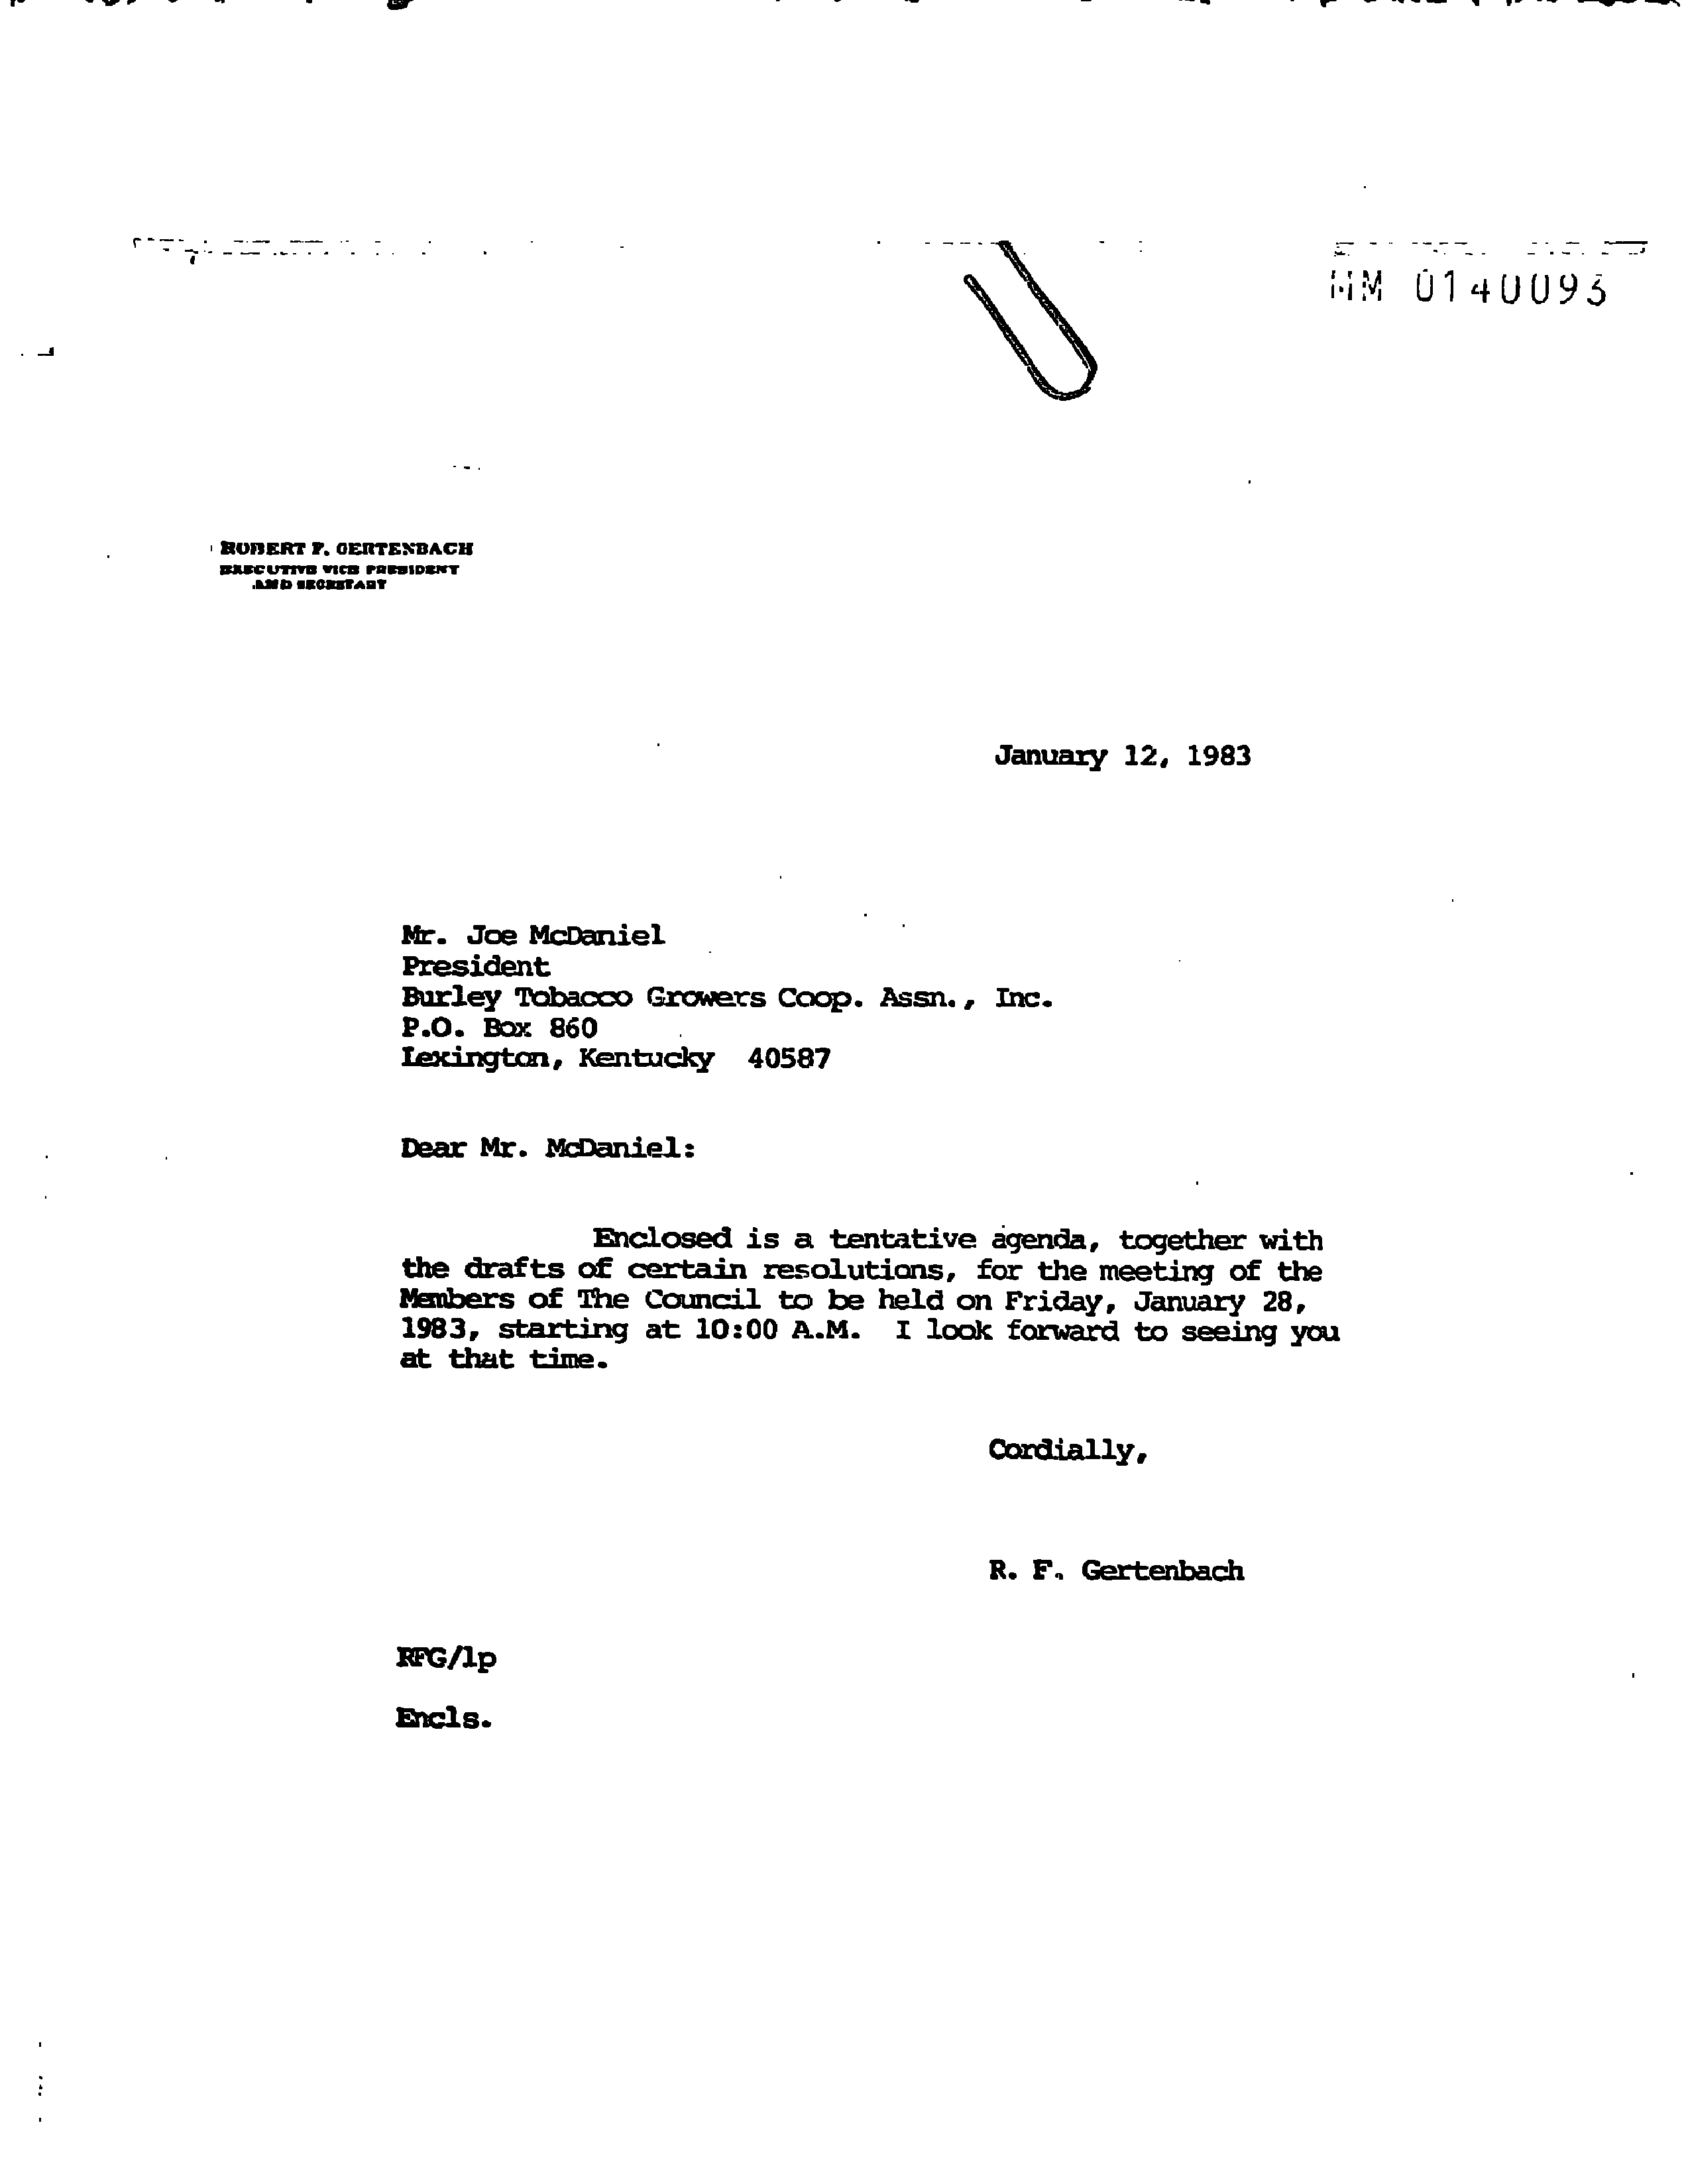 MM 0140093
ROBERT F. GERTENBACH
EXECUTIVE VICE PRESIDENT
AND SECRETARY
January 12, 1983
Mr. Joe McDaniel
President
Burley Tobacco Growers Coop. Assn., Inc.
P.O. Box 860
Lexington, Kentucky 40587
Dear Mr. McDaniel:
Enclosed is a tentative agenda, together with
the drafts of certain resolutions, for the meeting of the
Members of The Council to be held on Friday, January 28,
1983, starting at 10:00 A.M. I look forward to seeing you
at that time.
Cordially,
R. F. Gertenbach
RFG/lp
Encls.